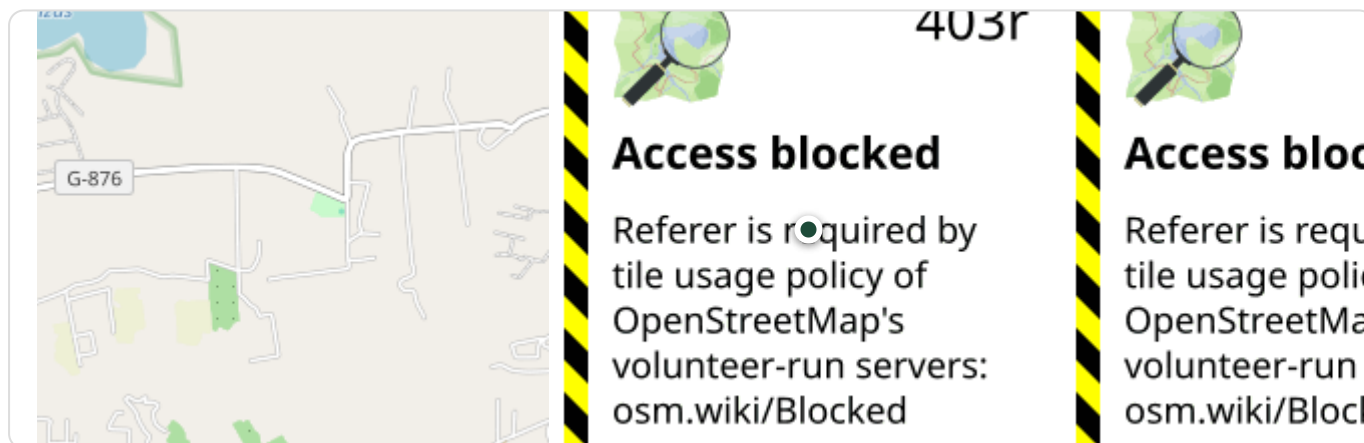 G-876
403r
Access blocked
Referer is required by
tile usage policy of
OpenStreetMap's
volunteer-run servers:
osm.wiki/Blocked
Access bloc
Referer is requ
tile usage polic
OpenStreetMa
volunteer-run
osm.wiki/Block